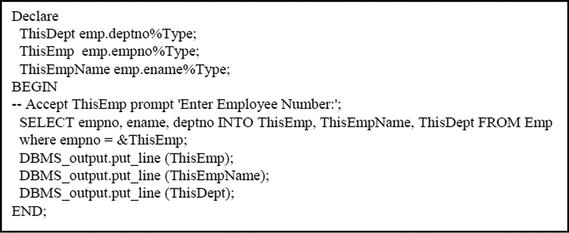 Declare
ThisDept emp.deptno%Type;
ThisEmp emp.empno%Type;
ThisEmpName emp.ename%Type;
BEGIN
-- Accept ThisEmp prompt 'Enter Employee Number:';
SELECT empno, ename, deptno INTO ThisEmp, ThisEmpName, ThisDept FROM Emp
where empno = &ThisEmp;
DBMS_output.put_line (ThisEmp);
DBMS_output.put_line (ThisEmpName);
DBMS_output.put_line (ThisDept);
END;